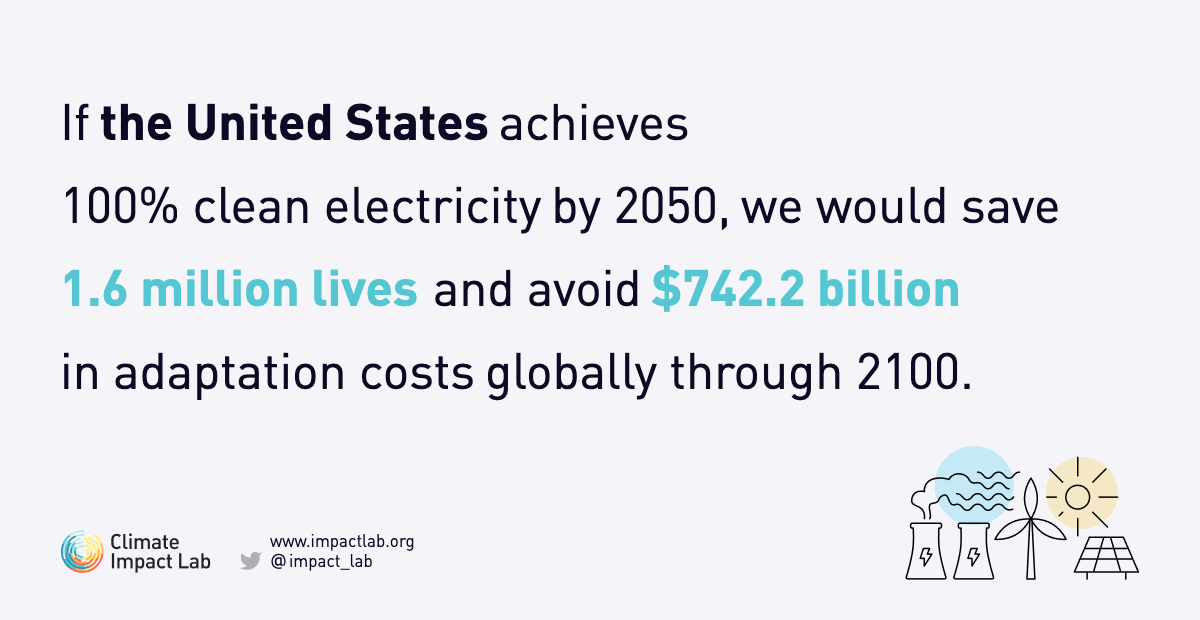 If the United States achieves
100% clean electricity by 2050, we would save
1.6 million lives and avoid $742.2 billion
in adaptation costs globally through 2100.
Climate
Impact Lab
www.impactlab.org
@impact_lab